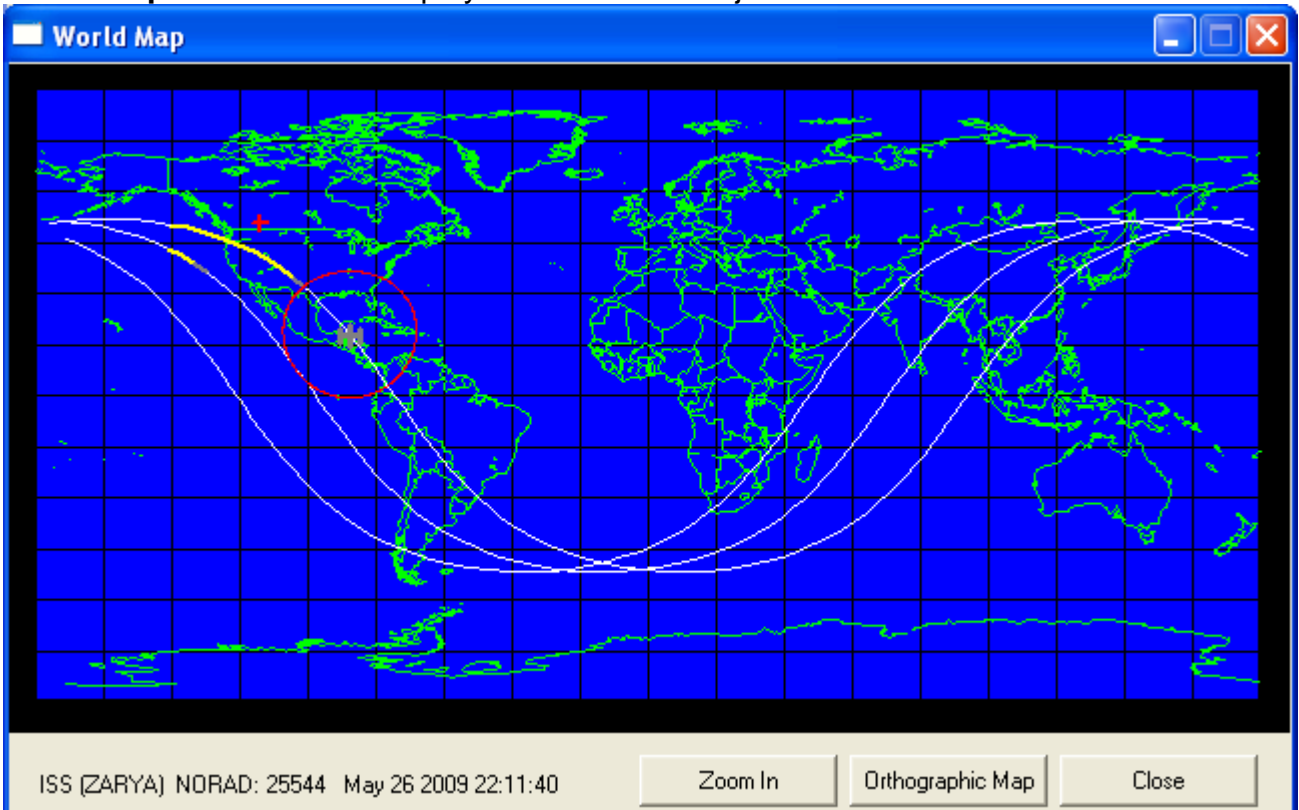 World Map
ISS (ZARYA) NORAD: 25544 May 26 2009 22:11:40
Zoom In
Orthographic Map
Close